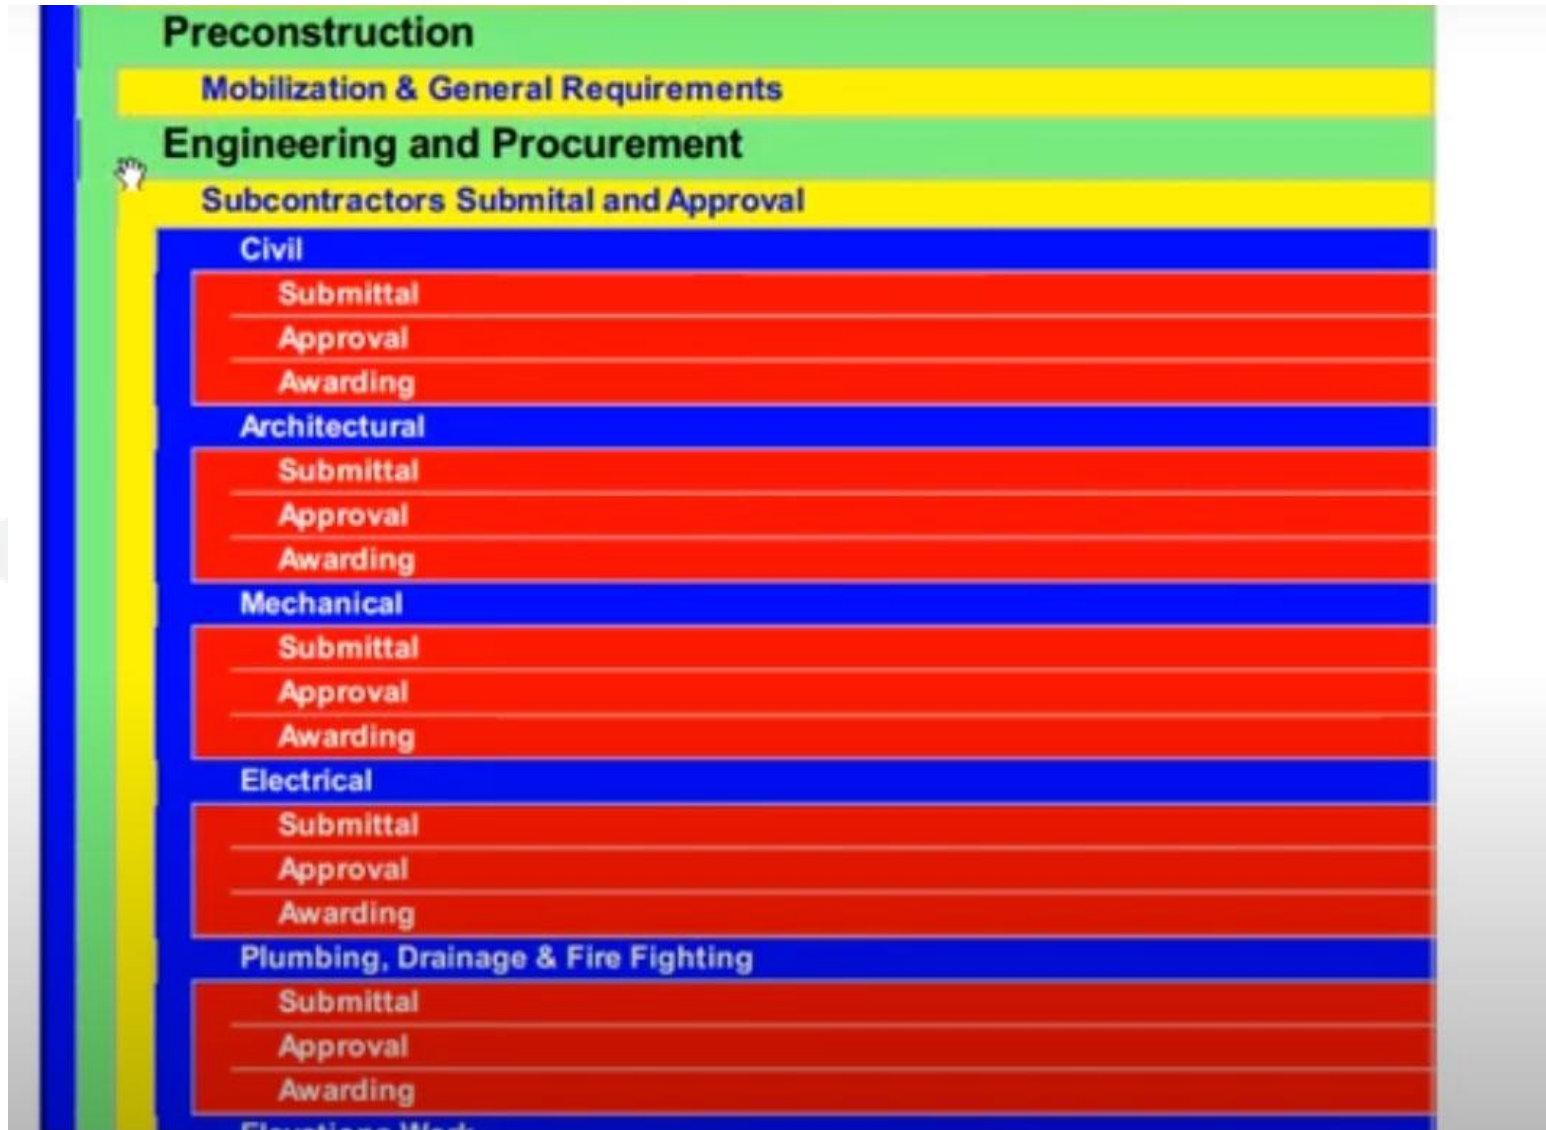 Preconstruction
Mobilization & General Requirements
Engineering and Procurement
Subcontractors Submital and Approval
Civil
Submittal
Approval
Awarding
Architectural
Submittal
Approval
Awarding
Mechanical
Submittal
Approval
Awarding
Electrical
Submittal
Approval
Awarding
Plumbing, Drainage & Fire Fighting
Submittal
Approval
Awarding